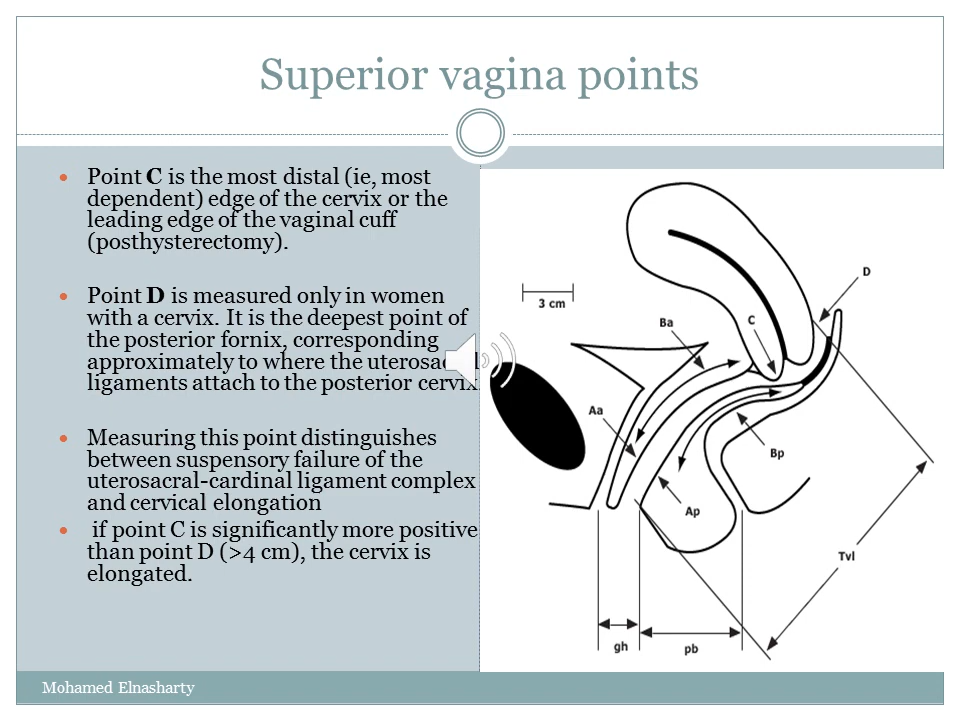 Superior vagina points
• Point C is the most distal (ie, most
dependent) edge of the cervix or the
leading edge of the vaginal cuff
(posthysterectomy).
• Point D is measured only in women
with a cervix. It is the deepest point of
the posterior fornix, corresponding
approximately to where the
ligaments attach to the posterior cervix.
• Measuring this point distinguishes
between suspensory failure of the
uterosacral-cardinal ligament complex
and cervical elongation
• if point C is significantly more positive
than point D (>4 cm), the cervix is
elongated.
D
3 cm
Ba
C
Aa
Bp
Ap
Tvl
gh
pb
Mohamed Elnasharty